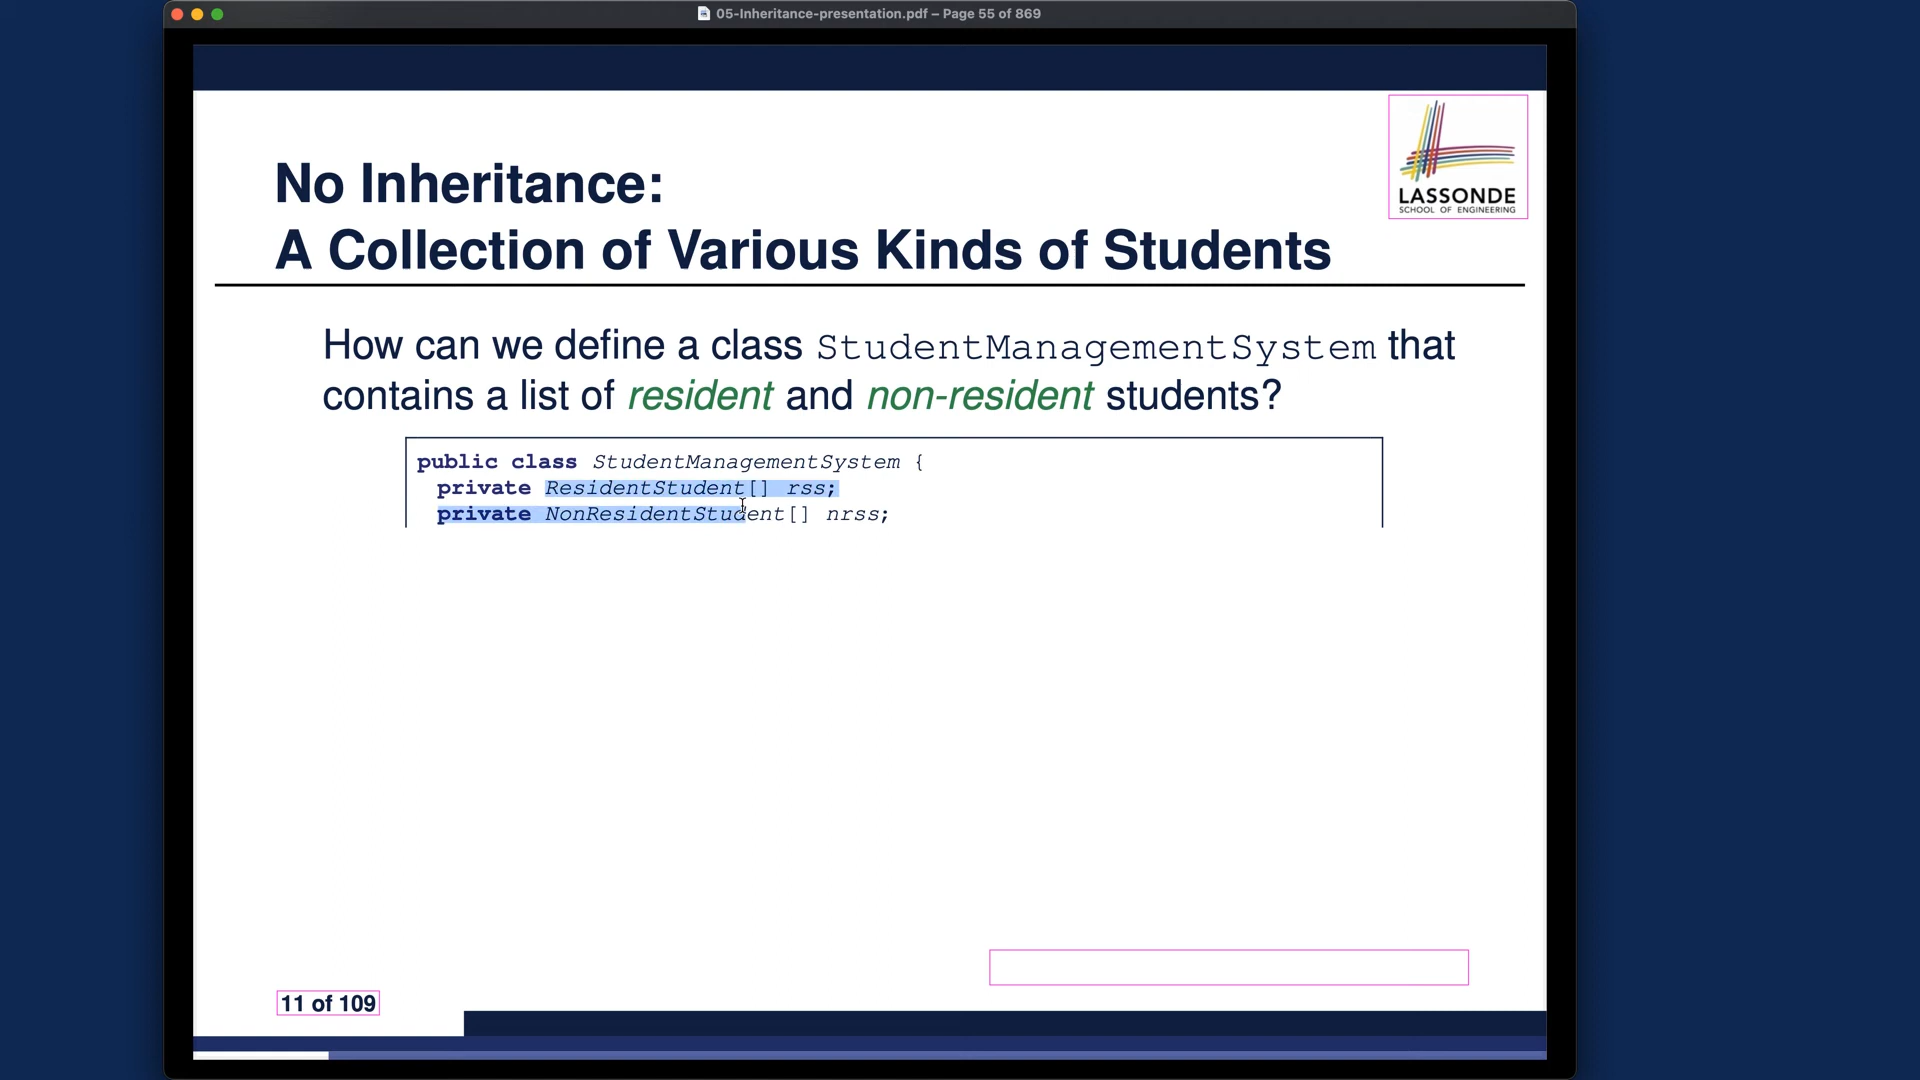 05-Inheritance-presentation.pdf – Page 55 of 869
LASSONDE
SCHOOL OF ENGINEERING
No Inheritance:
A Collection of Various Kinds of Students
How can we define a class StudentManagementSystem that
contains a list of resident and non-resident students?
public class StudentManagementSystem {
private ResidentStudent[] rss;
private NonResidentStudent[] nrss;
11 of 109